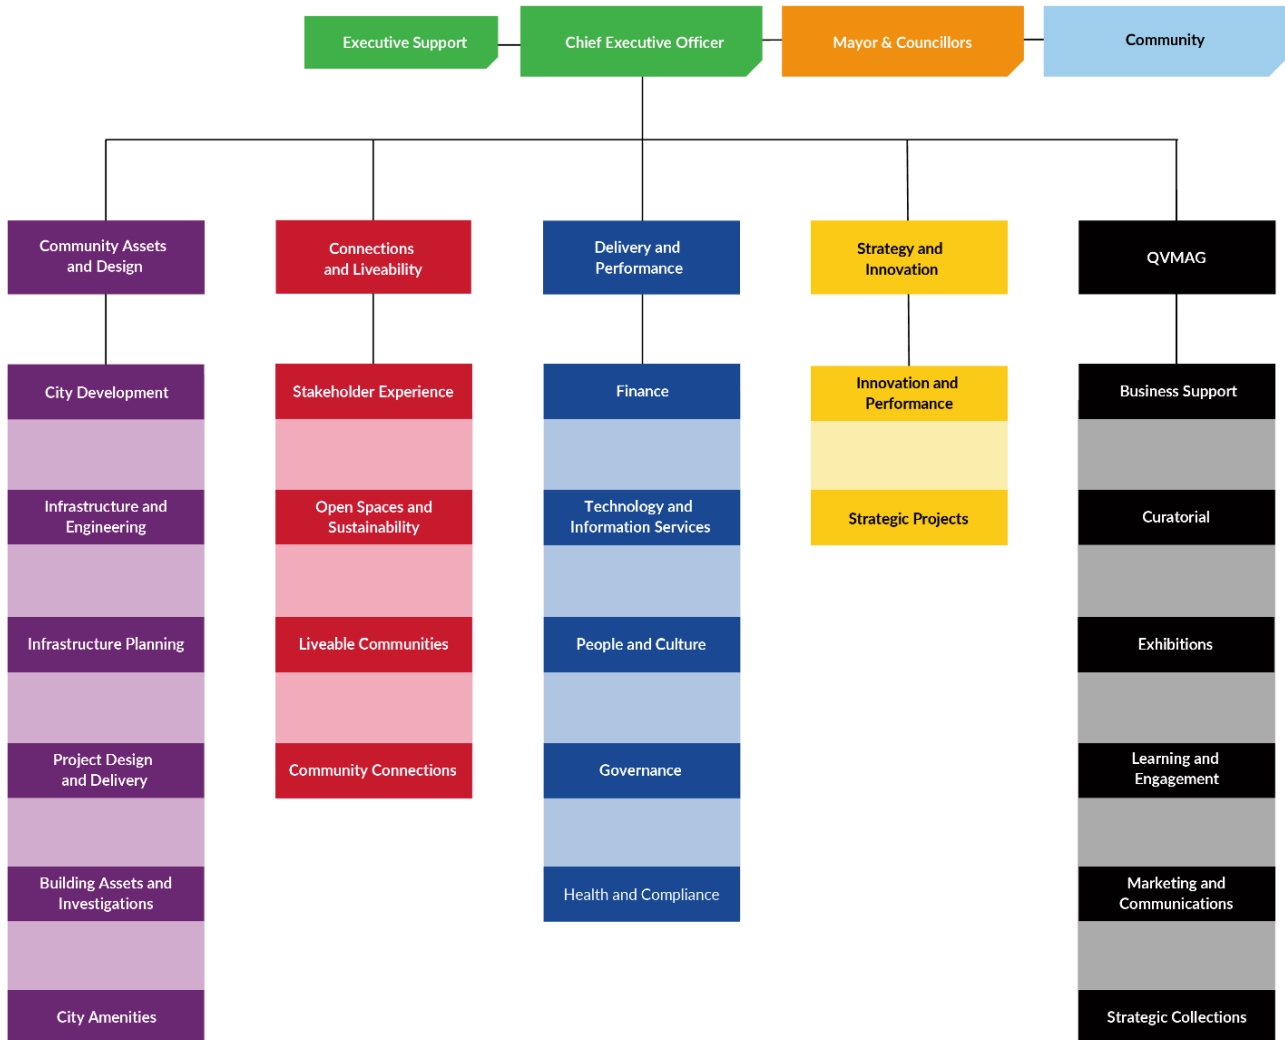 Executive Support
Chief Executive Officer
Mayor & Councillors
Community
Community Assets
and Design
Connections
and Liveability
Delivery and
Performance
Strategy and
Innovation
QVMAG
City Development
Stakeholder Experience
Finance
Innovation and
Performance
Business Support
Infrastructure and
Engineering
Open Spaces and
Sustainability
Technology and
Information Services
Strategic Projects
Curatorial
Infrastructure Planning
Liveable Communities
People and Culture
Exhibitions
Project Design
and Delivery
Community Connections
Governance
Learning and
Engagement
Building Assets and
Investigations
Health and Compliance
Marketing and
Communications
City Amenities
Strategic Collections